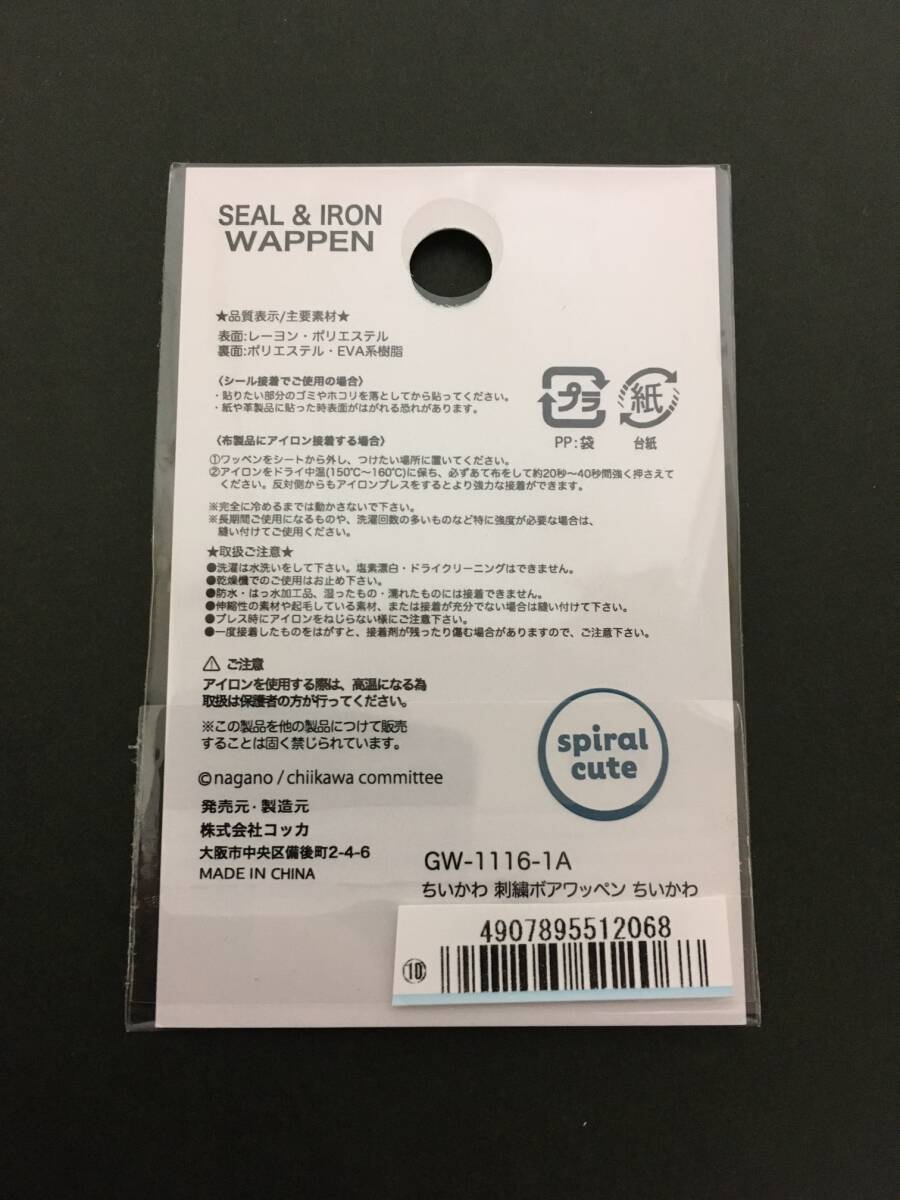 SEAL & IRON
WAPPEN
★品質表示/主要素材★
表面:レーヨン・ポリエステル
裏面:ポリエステル・EVA系樹脂
〈シール接着でご使用の場合〉
・貼りたい部分のゴミやホコリを落としてから貼ってください。
・紙や革製品に貼った時表面がはがれる恐れがあります。
プラ
PP:袋
紙
台紙
〈布製品にアイロン接着する場合〉
①ワッペンをシートから外し、つけたい場所に置いてください。
②アイロンをドライ中温(150℃〜160℃)に保ち、必ずあて布をして約20秒〜40秒間強く押さえて
ください。反対側からもアイロンプレスをするとより強力な接着ができます。
※完全に冷めるまでは動かさないで下さい。
※長期間ご使用になるものや、洗濯回数の多いものなど特に強度が必要な場合は、
縫い付けてご使用ください。
★取扱ご注意★
●洗濯は水洗いをして下さい。塩素漂白・ドライクリーニングはできません。
●乾燥機でのご使用はお止め下さい。
●防水・はっ水加工品、湿ったもの・濡れたものには接着できません。
●伸縮性の素材や起毛している素材、または接着が充分でない場合は縫い付けて下さい。
●プレス時にアイロンをねじらない様にご注意下さい。
●一度接着したものをはがすと、接着剤が残ったり傷む場合がありますので、ご注意下さい。
⚠ ご注意
アイロンを使用する際は、高温になる為
取扱は保護者の方が行ってください。
※この製品を他の製品につけて販売
することは固く禁じられています。
spiral
cute
©nagano / chiikawa committee
発売元・製造元
株式会社コッカ
大阪市中央区備後町2-4-6
MADE IN CHINA
GW-1116-1A
ちいかわ 刺繍ボアワッペン ちいかわ
4907895512068
⑩